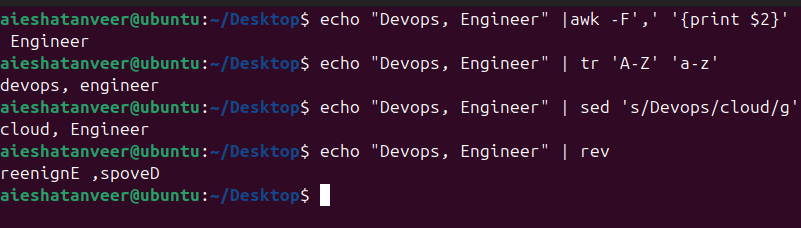 aieshatanveer@ubuntu:~/Desktop$ echo "Devops, Engineer" |awk -F',' '{print $2}'
 Engineer
aieshatanveer@ubuntu:~/Desktop$ echo "Devops, Engineer" | tr 'A-Z' 'a-z'
devops, engineer
aieshatanveer@ubuntu:~/Desktop$ echo "Devops, Engineer" | sed 's/Devops/cloud/g'
cloud, Engineer
aieshatanveer@ubuntu:~/Desktop$ echo "Devops, Engineer" | rev
reenignE ,spoveD
aieshatanveer@ubuntu:~/Desktop$